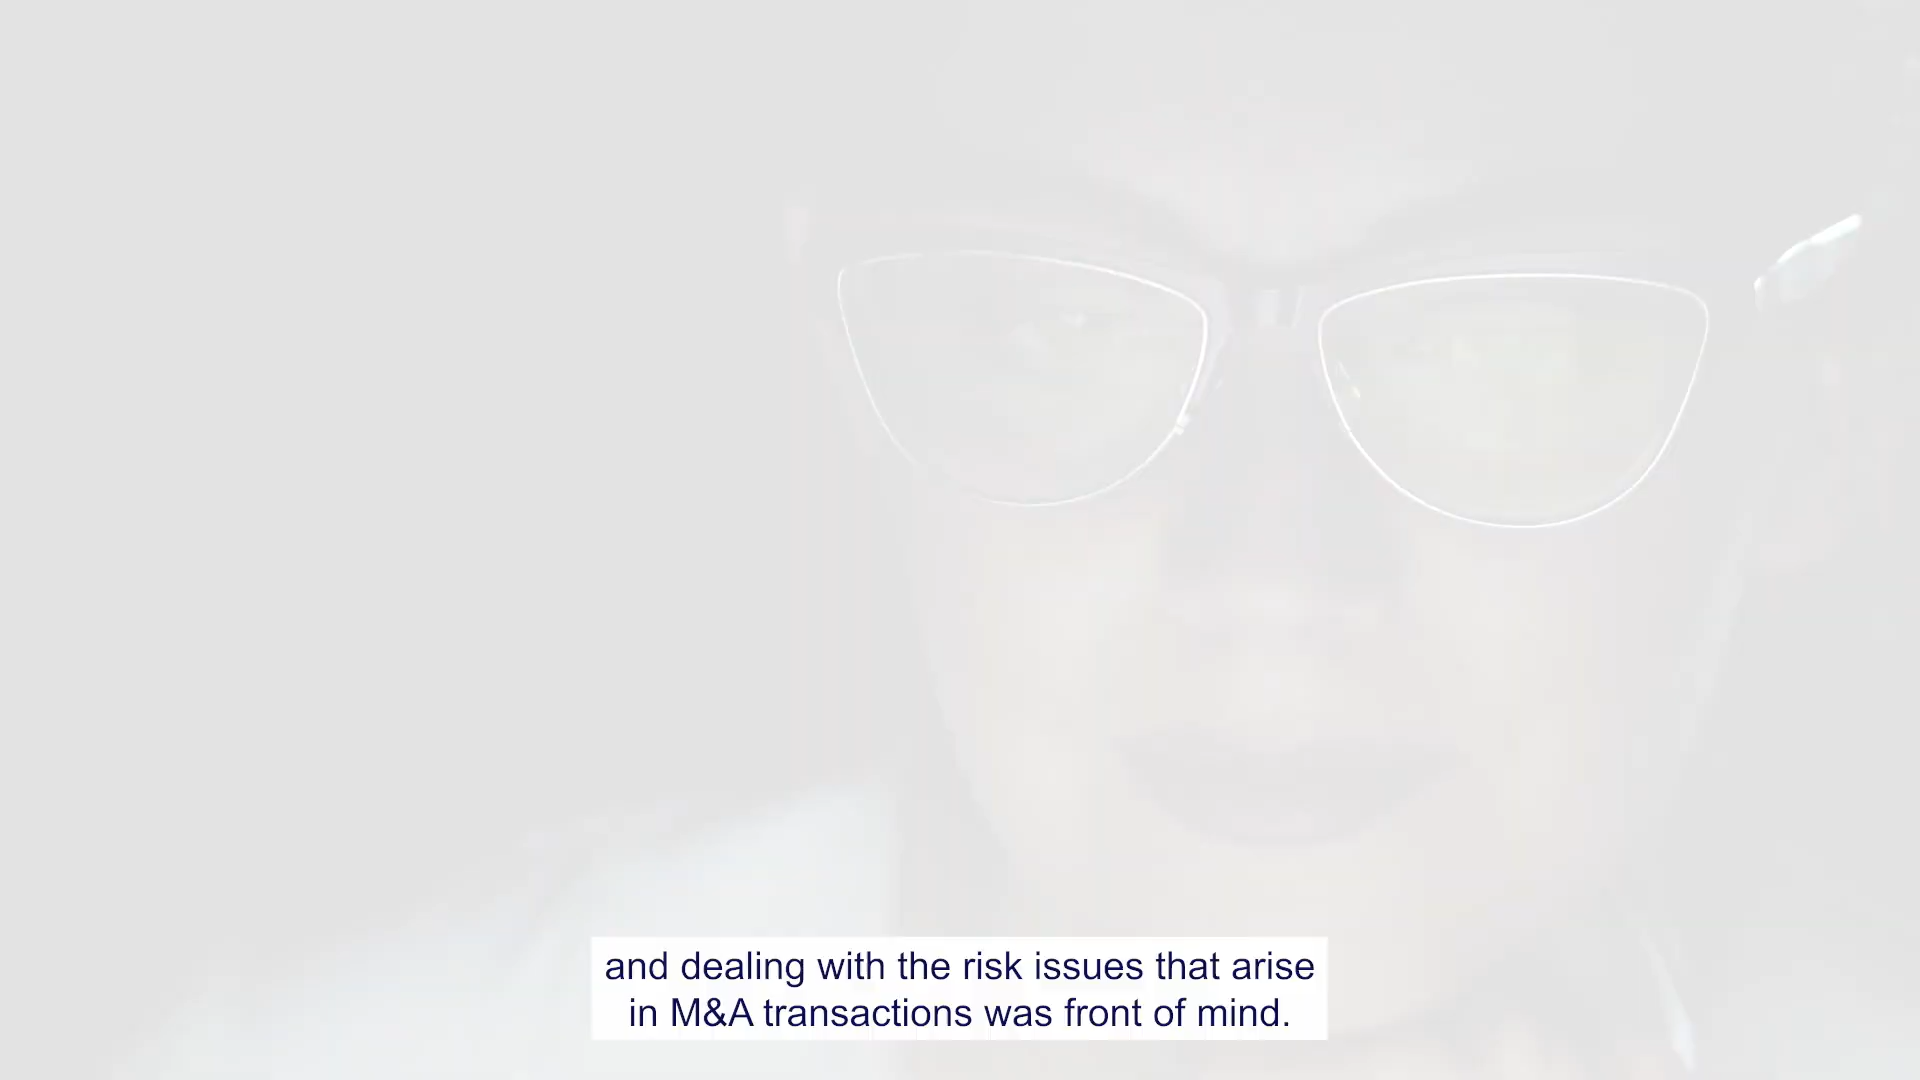 and dealing with the risk issues that arise
in M&A transactions was front of mind.